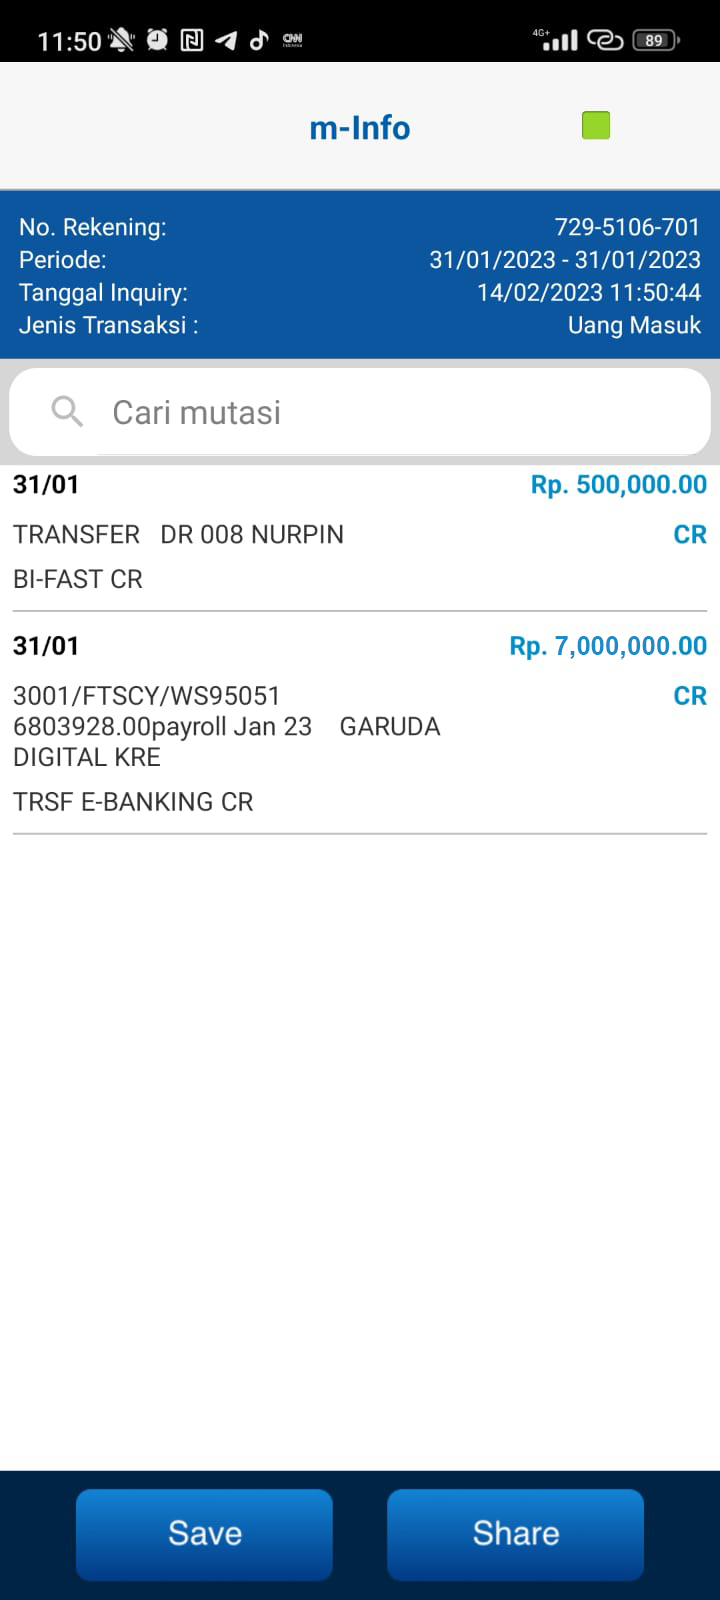 11:50
4G+
89
m-Info
No. Rekening: 729-5106-701
Periode: 31/01/2023 - 31/01/2023
Tanggal Inquiry: 14/02/2023 11:50:44
Jenis Transaksi : Uang Masuk
Cari mutasi
31/01 Rp. 500,000.00
TRANSFER DR 008 NURPIN CR
BI-FAST CR
31/01 Rp. 7,000,000.00
3001/FTSCY/WS95051 CR
6803928.00payroll Jan 23 GARUDA
DIGITAL KRE
TRSF E-BANKING CR
Save Share